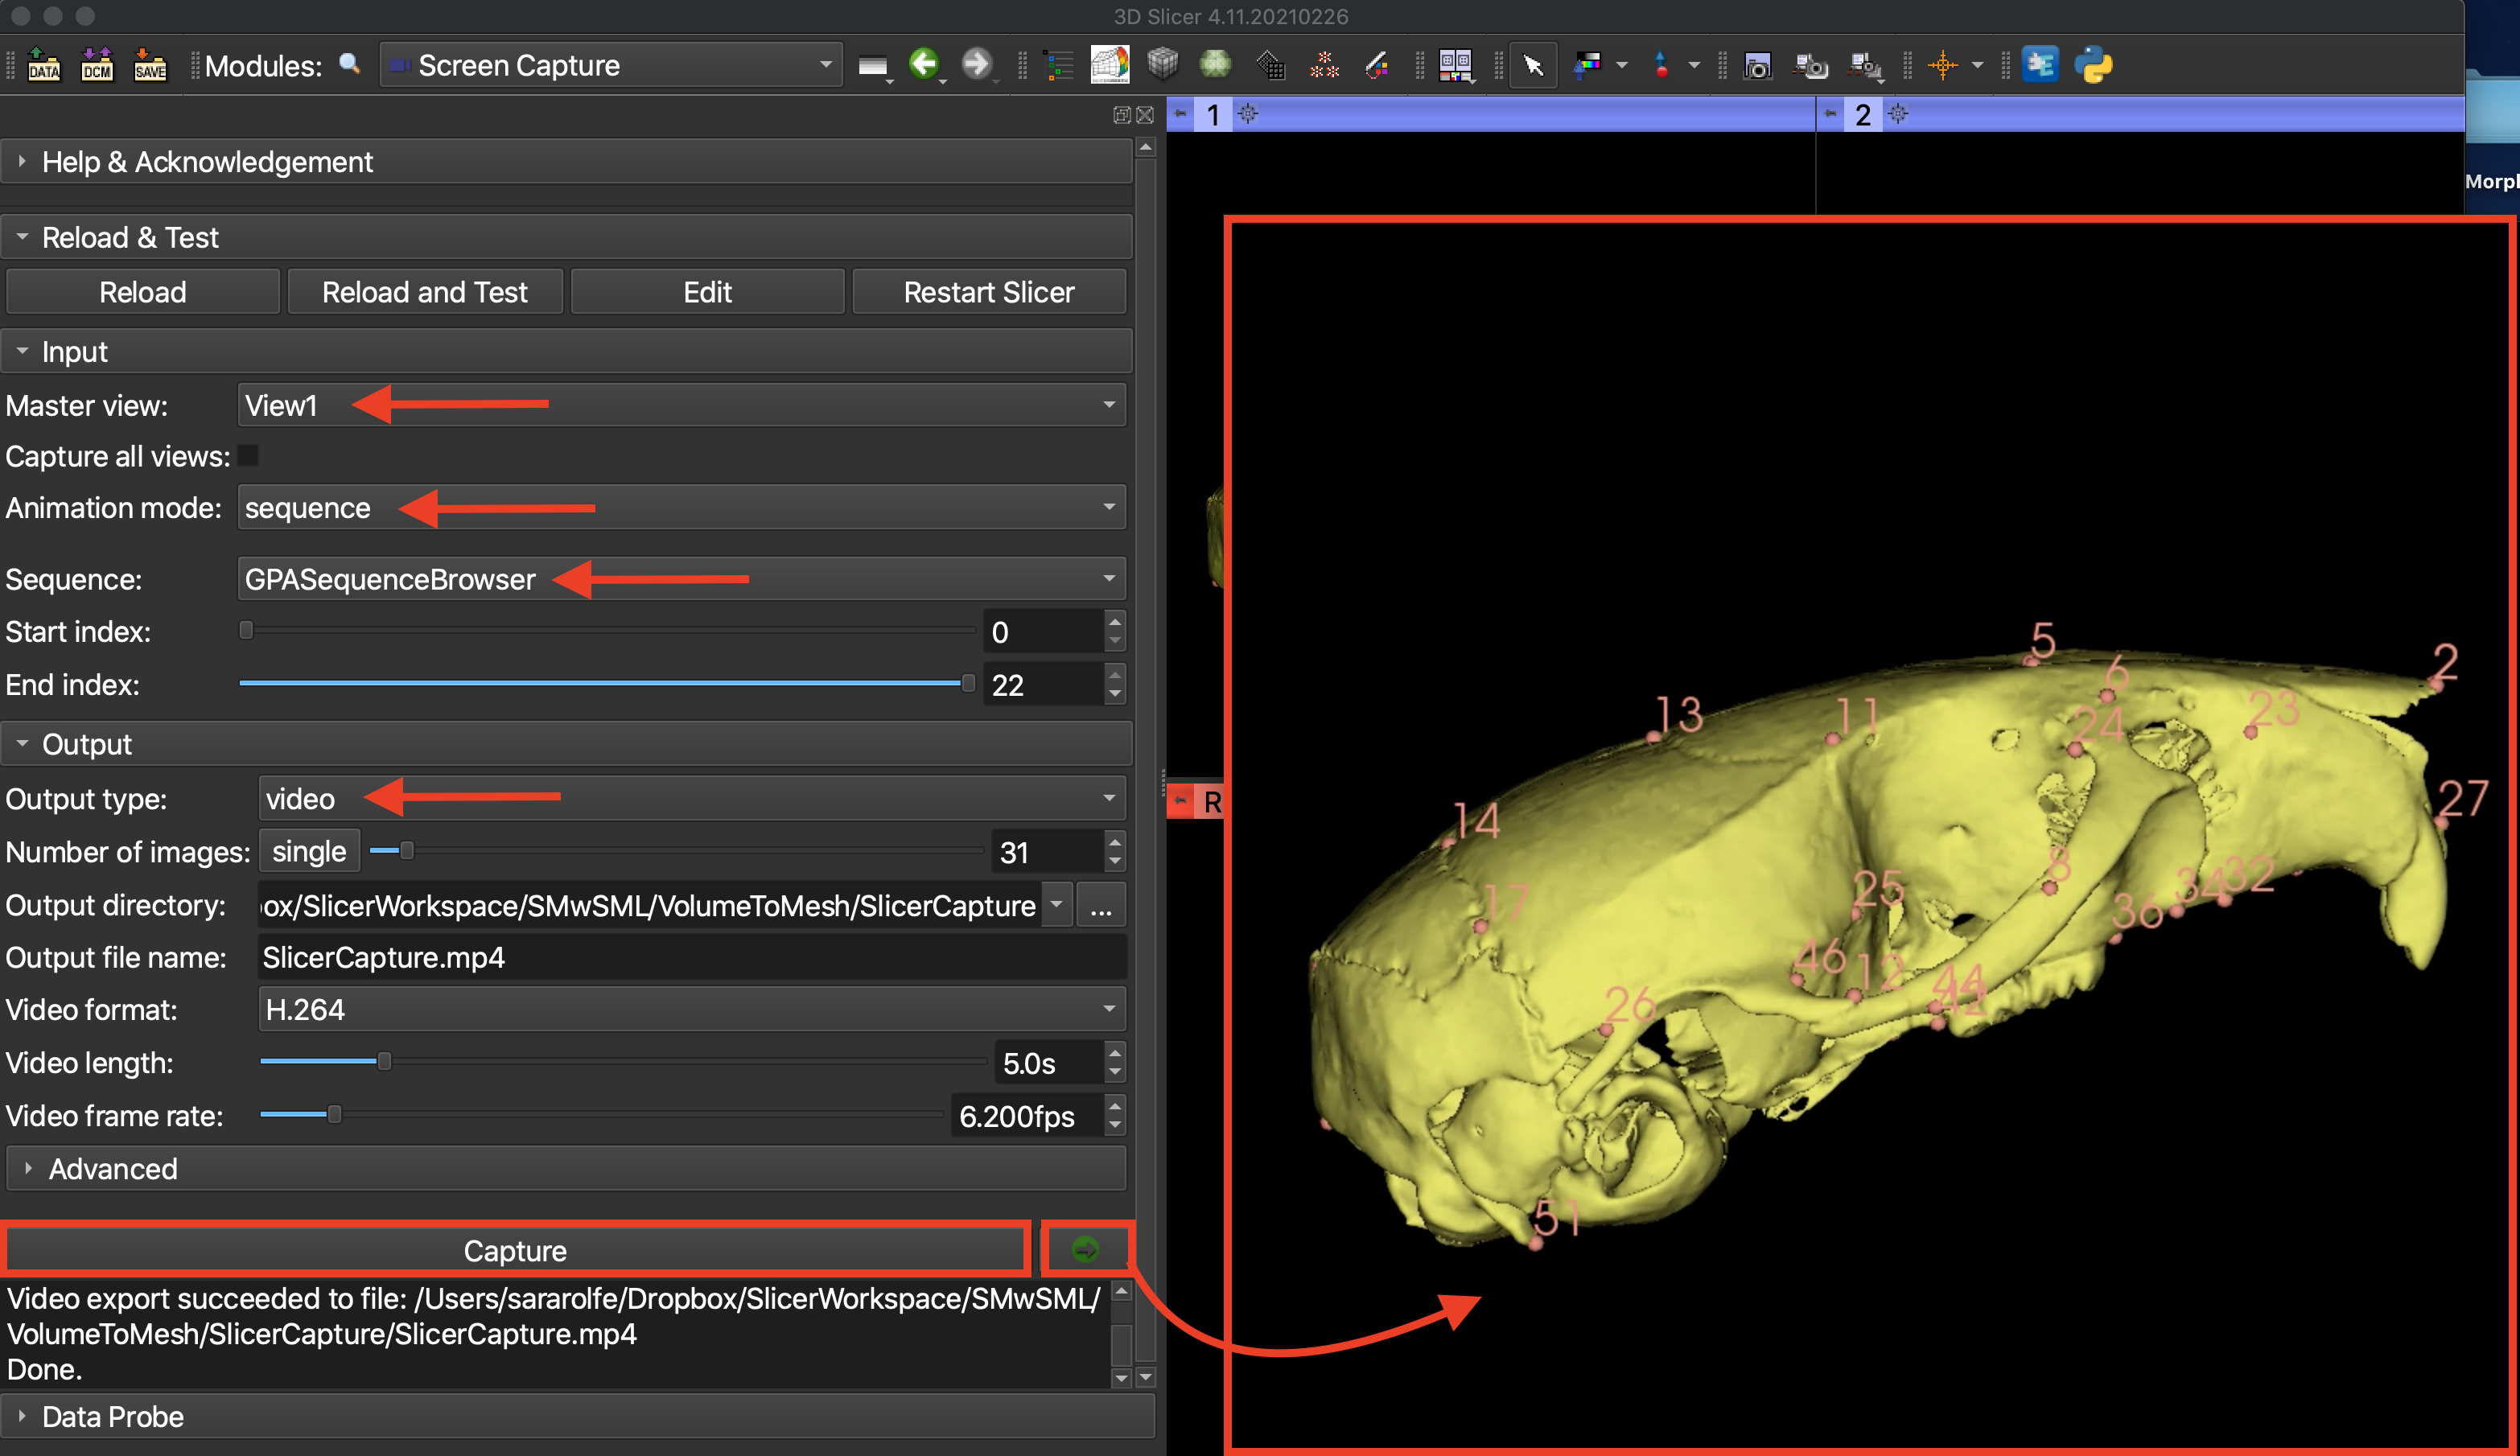 3D Slicer 4.11.20210226
DATA DCM SAVE Modules: Screen Capture
1 2
Help & Acknowledgement
Reload & Test
Reload Reload and Test Edit Restart Slicer
Input
Master view: View1
Capture all views:
Animation mode: sequence
Sequence: GPASequenceBrowser
Start index: 0
End index: 22
Output
Output type: video
Number of images: single 31
Output directory: ox/SlicerWorkspace/SMwSML/VolumeToMesh/SlicerCapture ...
Output file name: SlicerCapture.mp4
Video format: H.264
Video length: 5.0s
Video frame rate: 6.200fps
Advanced
Capture
Video export succeeded to file: /Users/sararolfe/Dropbox/SlicerWorkspace/SMwSML/
VolumeToMesh/SlicerCapture/SlicerCapture.mp4
Done.
Data Probe
R
5
2
6
13
11
23
24
27
14
8
17
25
34
32
36
46
12
44
26
51
Morpl